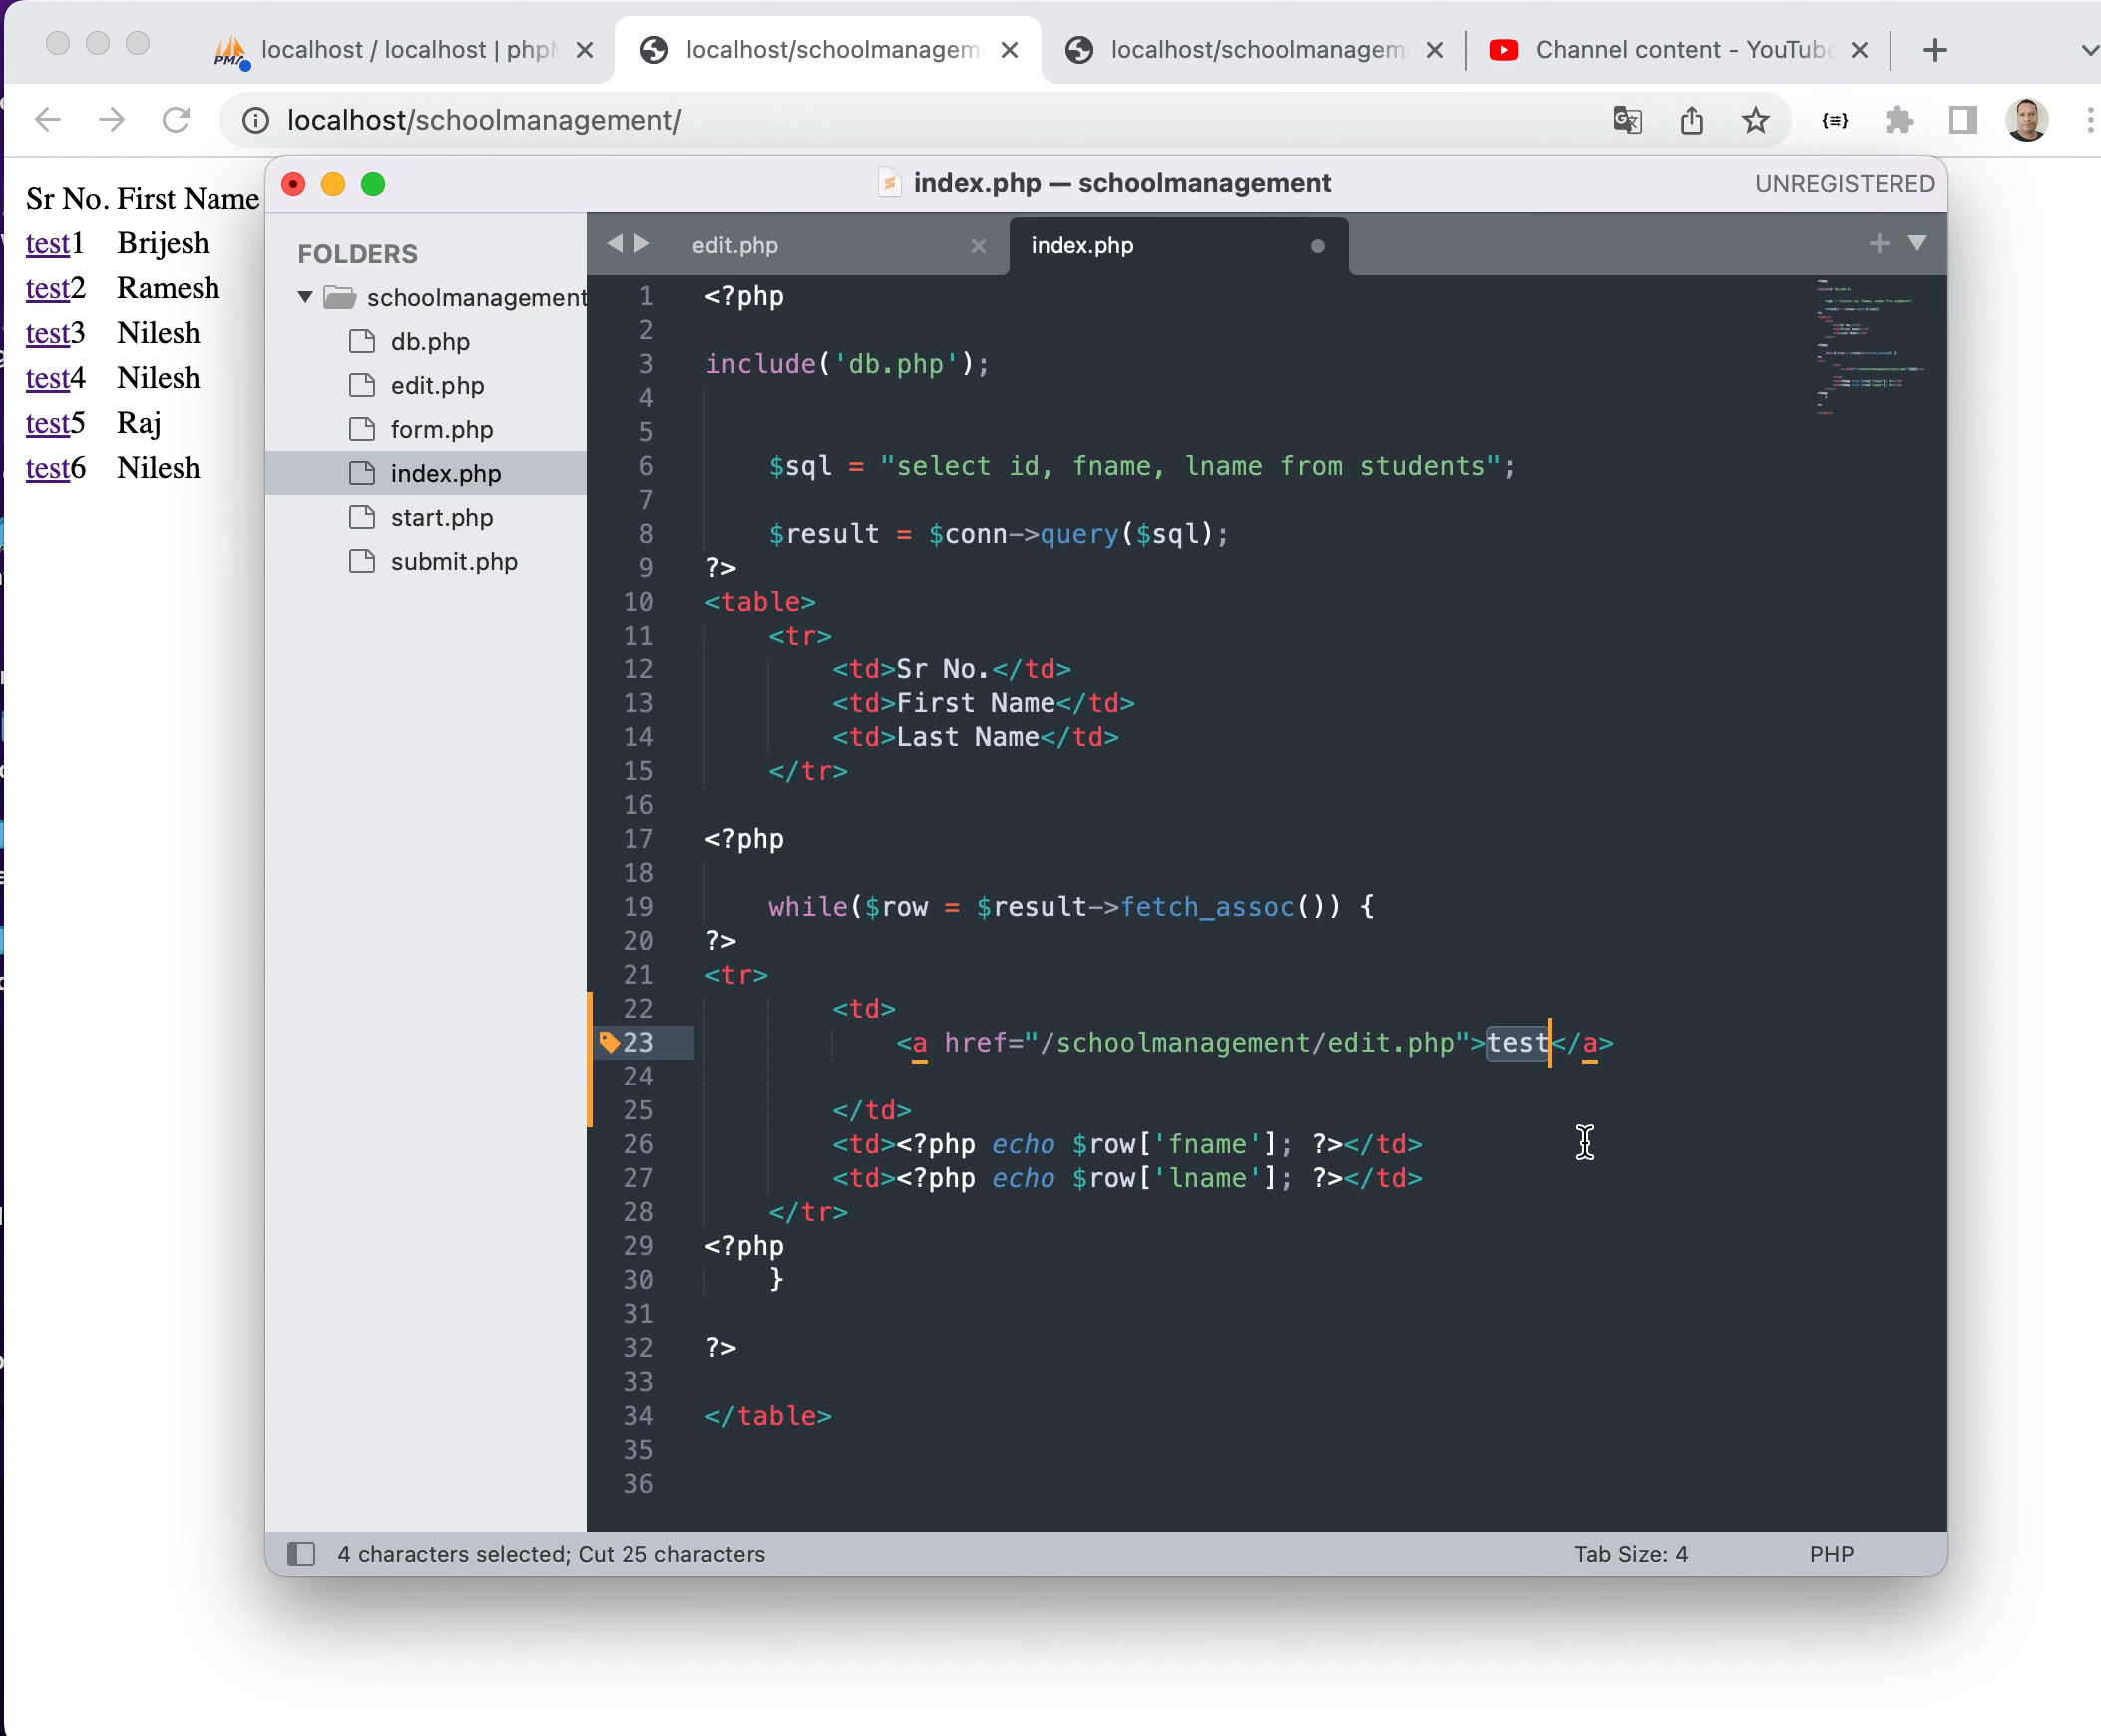 localhost / localhost | php
localhost/schoolmanagem
localhost/schoolmanagem
Channel content - YouTube
localhost/schoolmanagement/
Sr No. First Name
test1 Brijesh
test2 Ramesh
test3 Nilesh
test4 Nilesh
test5 Raj
test6 Nilesh
index.php — schoolmanagement
UNREGISTERED
FOLDERS
schoolmanagement
db.php
edit.php
form.php
index.php
start.php
submit.php
edit.php
index.php
1 <?php
2
3 include('db.php');
4
5
6 $sql = "select id, fname, lname from students";
7
8 $result = $conn->query($sql);
9 ?>
10 <table>
11 <tr>
12 <td>Sr No.</td>
13 <td>First Name</td>
14 <td>Last Name</td>
15 </tr>
16
17 <?php
18
19 while($row = $result->fetch_assoc()) {
20 ?>
21 <tr>
22 <td>
23 <a href="/schoolmanagement/edit.php">test</a>
24
25 </td>
26 <td><?php echo $row['fname']; ?></td>
27 <td><?php echo $row['lname']; ?></td>
28 </tr>
29 <?php
30 }
31
32 ?>
33
34 </table>
35
36
4 characters selected; Cut 25 characters
Tab Size: 4
PHP